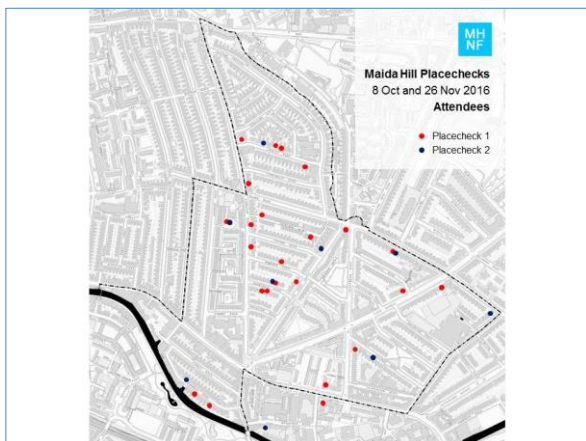 MH
NF
Maida Hill Placechecks
8 Oct and 26 Nov 2016
Attendees
Placecheck 1
Placecheck 2